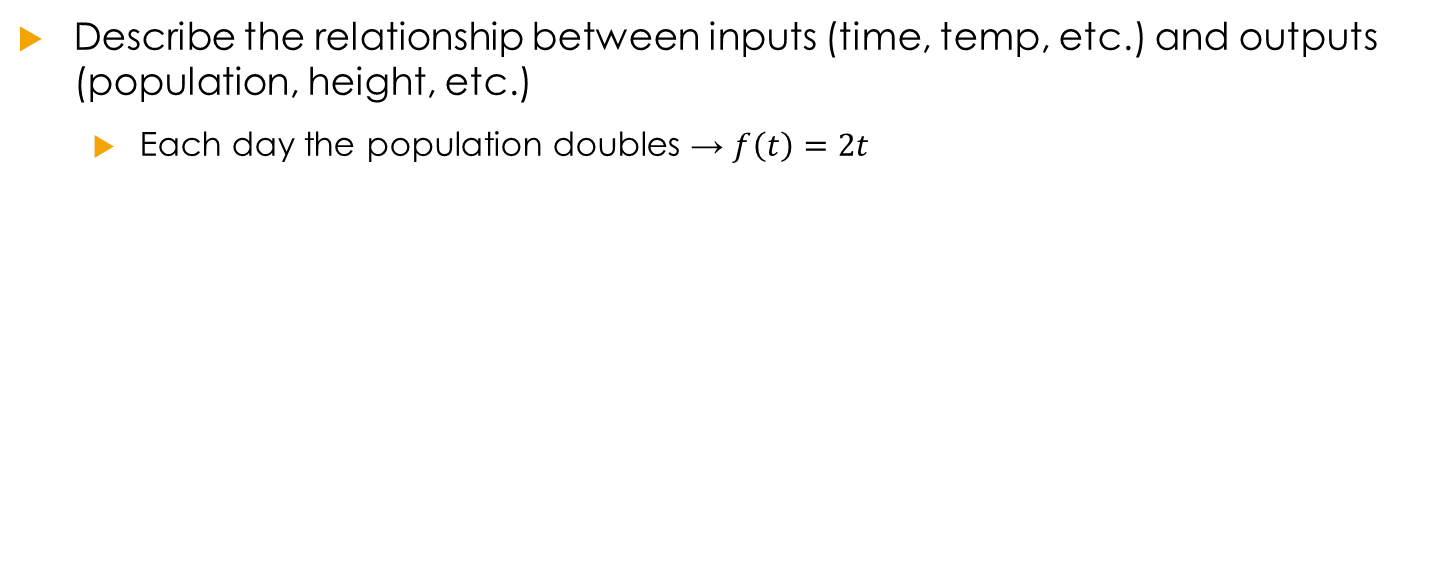 Describe the relationship between inputs (time, temp, etc.) and outputs
(population, height, etc.)
Each day the population doubles → f(t) = 2t